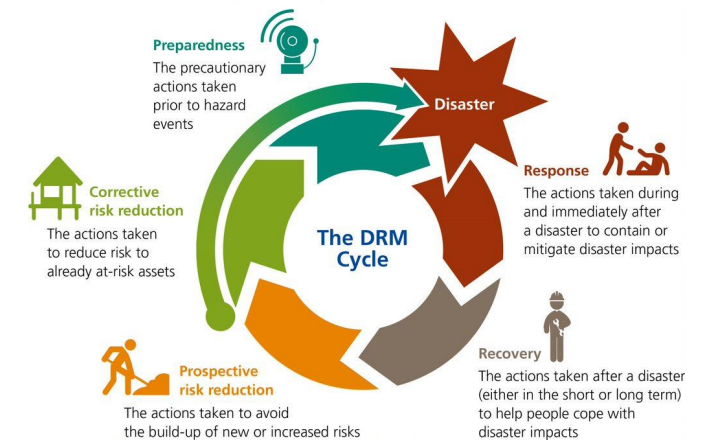 Preparedness
The precautionary
actions taken
prior to hazard
events
Disaster
Response
The actions taken during
and immediately after
a disaster to contain or
mitigate disaster impacts
Corrective
risk reduction
The actions taken
to reduce risk to
already at-risk assets
The DRM
Cycle
Recovery
The actions taken after a disaster
(either in the short or long term)
to help people cope with
disaster impacts
Prospective
risk reduction
The actions taken to avoid
the build-up of new or increased risks